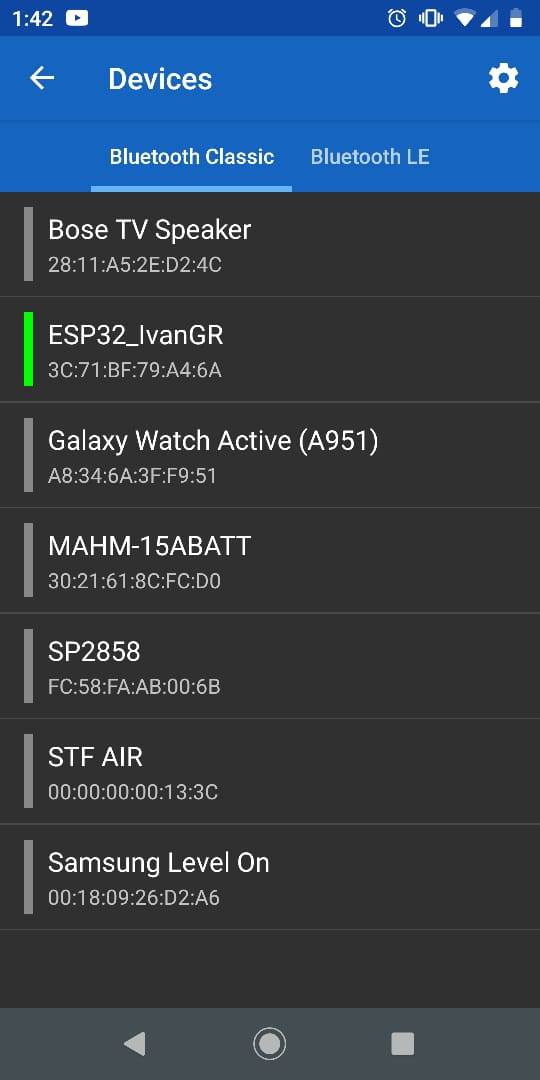 1:42
Devices
Bluetooth Classic Bluetooth LE
Bose TV Speaker
28:11:A5:2E:D2:4C
ESP32_IvanGR
3C:71:BF:79:A4:6A
Galaxy Watch Active (A951)
A8:34:6A:3F:F9:51
MAHM-15ABATT
30:21:61:8C:FC:D0
SP2858
FC:58:FA:AB:00:6B
STF AIR
00:00:00:00:13:3C
Samsung Level On
00:18:09:26:D2:A6